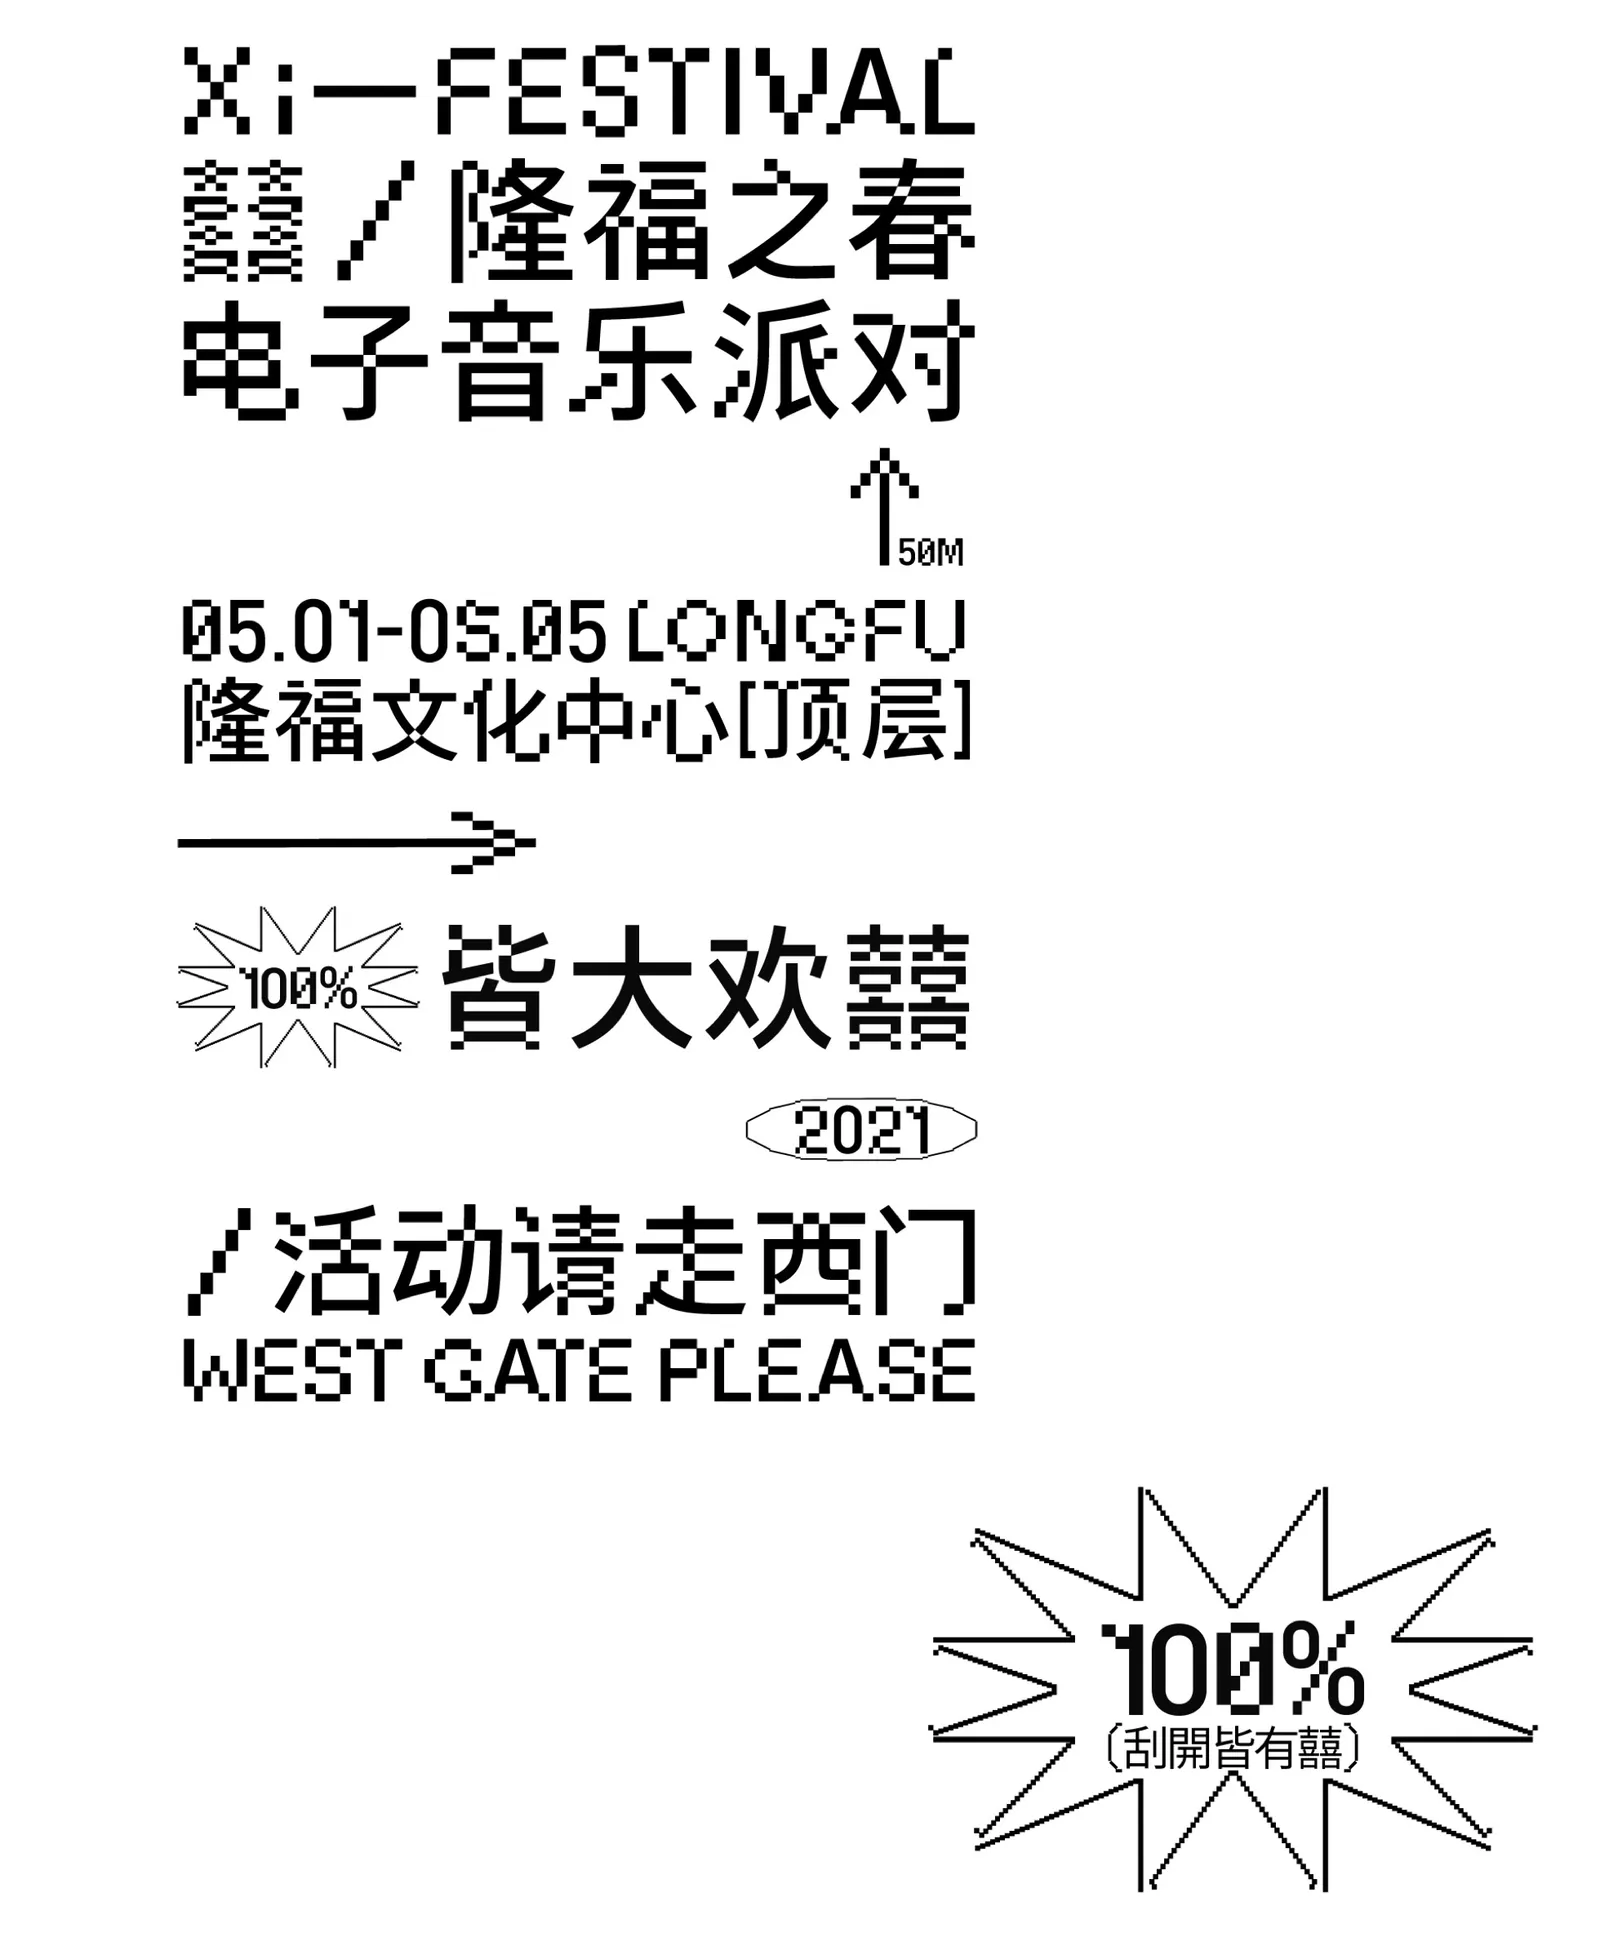 Xi—FESTIVAL
囍/隆福之春
电子音乐派对
↑50M
05.01-05.05 LONGFU
隆福文化中心[顶层]
→
100% 皆大欢囍
2021
/活动请走西门
WEST GATE PLEASE
100%
(刮開皆有囍)